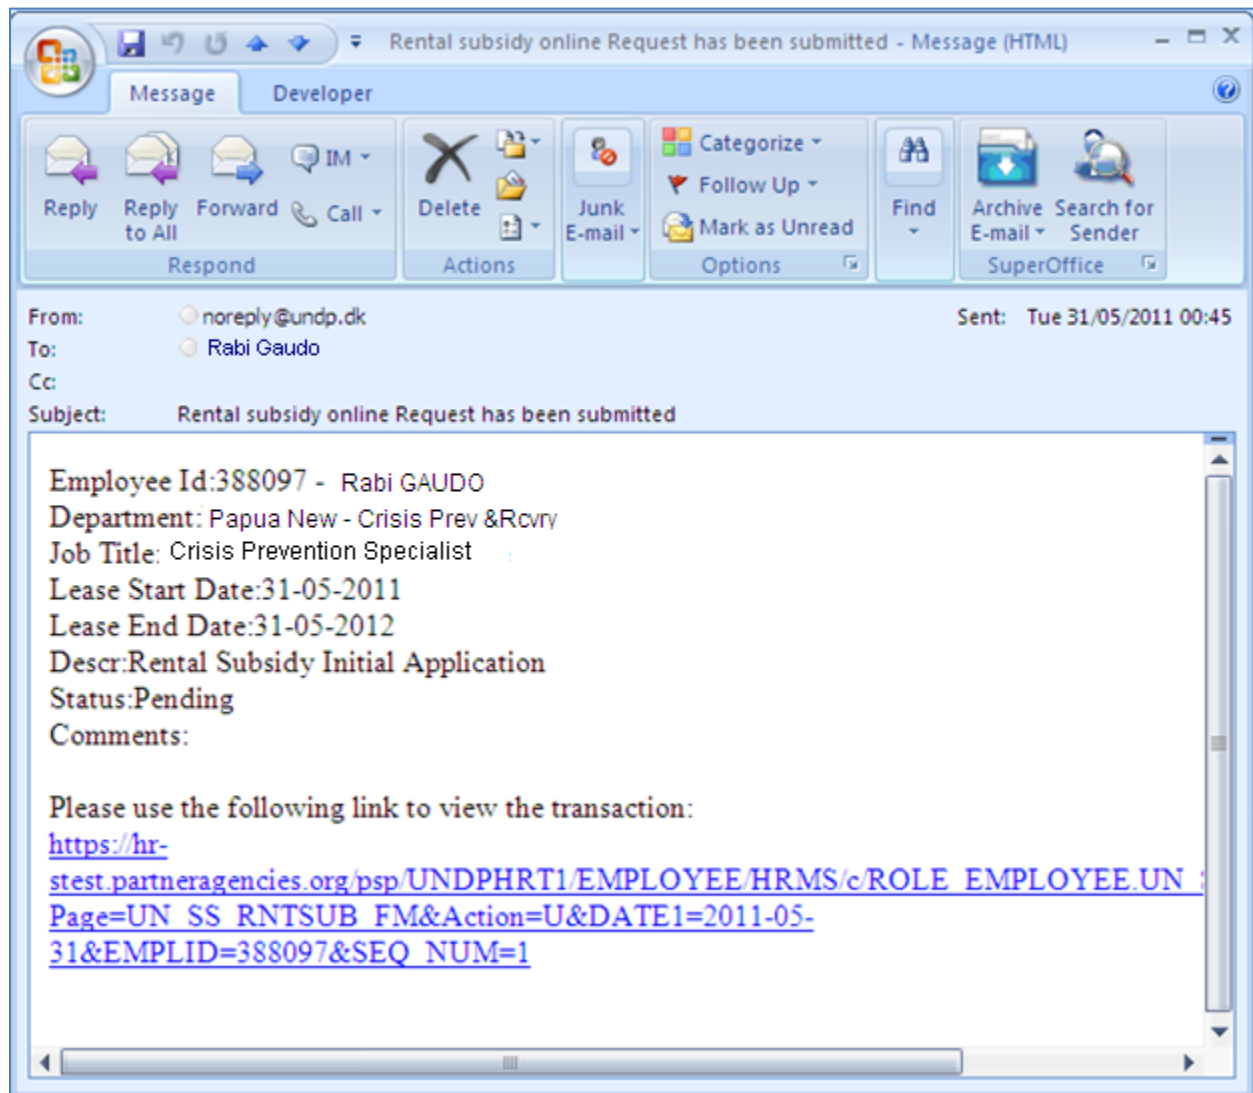 Rental subsidy online Request has been submitted - Message (HTML)
Message Developer
Reply
Reply to All
Forward
IM
Call
Respond
Delete
Actions
Junk E-mail
Categorize
Follow Up
Mark as Unread
Options
Find
Archive E-mail
Search for Sender
SuperOffice
From: noreply@undp.dk Sent: Tue 31/05/2011 00:45
To: Rabi Gaudo
Cc:
Subject: Rental subsidy online Request has been submitted
Employee Id:388097 - Rabi GAUDO
Department: Papua New - Crisis Prev &Rcvry
Job Title: Crisis Prevention Specialist
Lease Start Date:31-05-2011
Lease End Date:31-05-2012
Descr:Rental Subsidy Initial Application
Status:Pending
Comments:
Please use the following link to view the transaction:
https://hr-
stest.partneragencies.org/psp/UNDPHRT1/EMPLOYEE/HRMS/c/ROLE_EMPLOYEE.UN_
Page=UN_SS_RNTSUB_FM&Action=U&DATE1=2011-05-
31&EMPLID=388097&SEQ_NUM=1